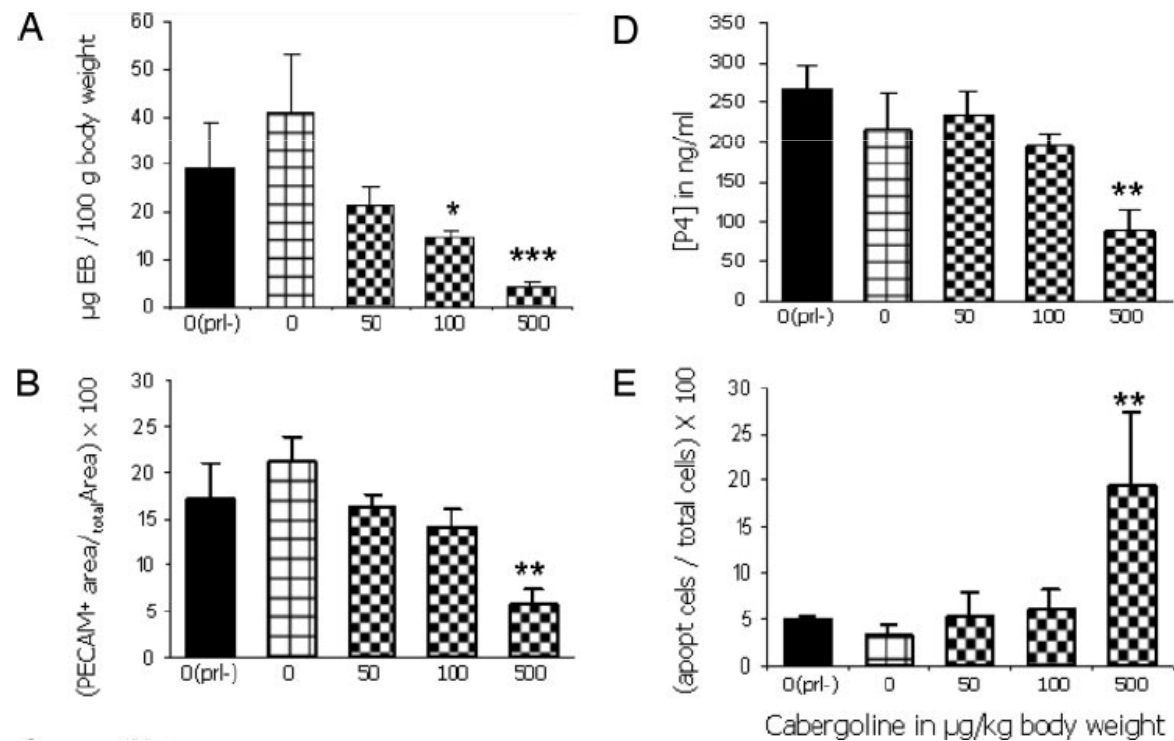 A
µg EB / 100 g body weight
60
50
40
30
20
10
0
*
***
0(prl-) 0 50 100 500
D
[P4] in ng/ml
350
300
250
200
150
100
50
0
**
0(prl-) 0 50 100 500
B
(PECAM+ area/totalArea) × 100
30
25
20
15
10
5
0
**
0(prl-) 0 50 100 500
E
(apopt cels / total cells) X 100
30
25
20
15
10
5
0
**
0(prl-) 0 50 100 500
Cabergoline in µg/kg body weight